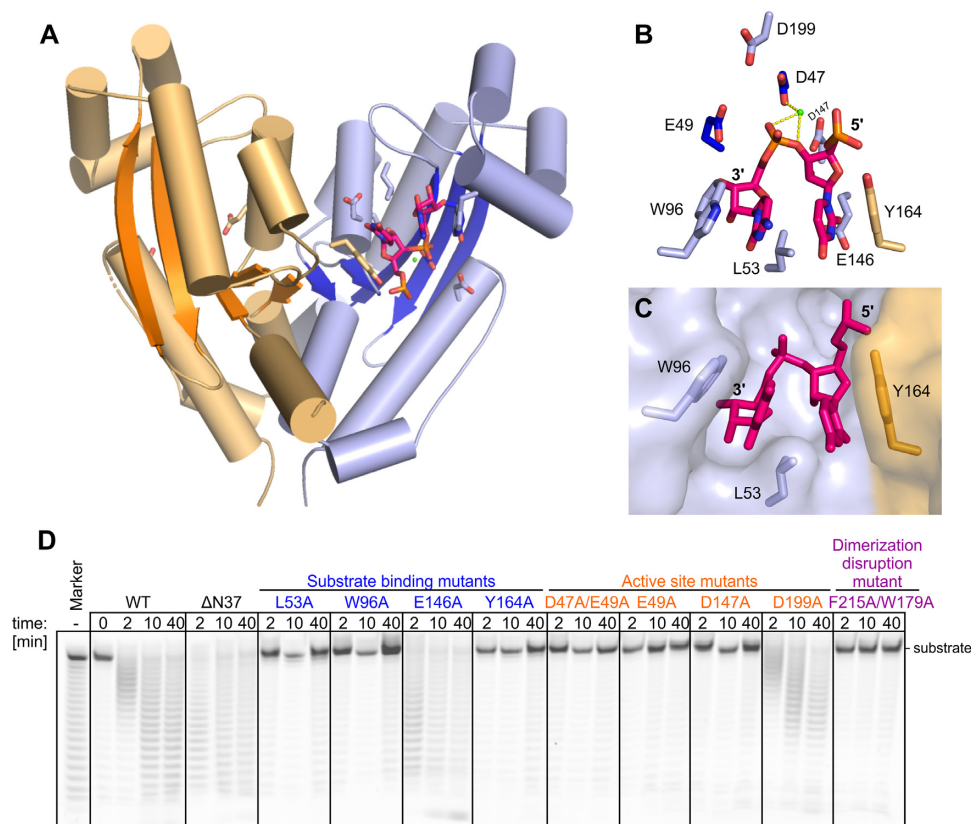 A
B
D199
D47
D147
E49
5'
3'
W96
Y164
L53
E146
C
5'
W96
3'
Y164
L53
D
Marker
Dimerization
disruption
mutant
Substrate binding mutants
Active site mutants
WT ΔN37 L53A W96A E146A Y164A D47A/E49A E49A D147A D199A F215A/W179A
time: - 0 2 10 40 2 10 40 2 10 40 2 10 40 2 10 40 2 10 40 2 10 40 2 10 40 2 10 40 2 10 40 2 10 40
[min]
substrate